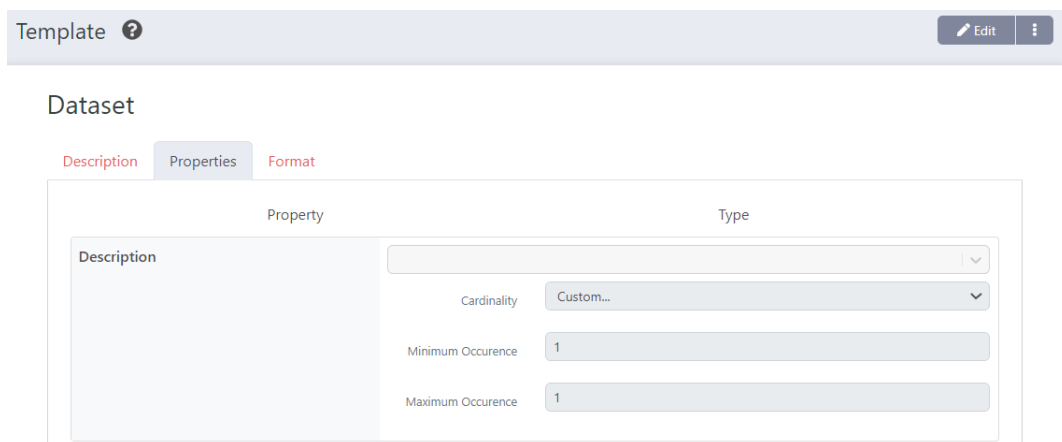 Template ?
Edit
Dataset
Description Properties Format
Property Type
Description
Cardinality Custom...
Minimum Occurence 1
Maximum Occurence 1